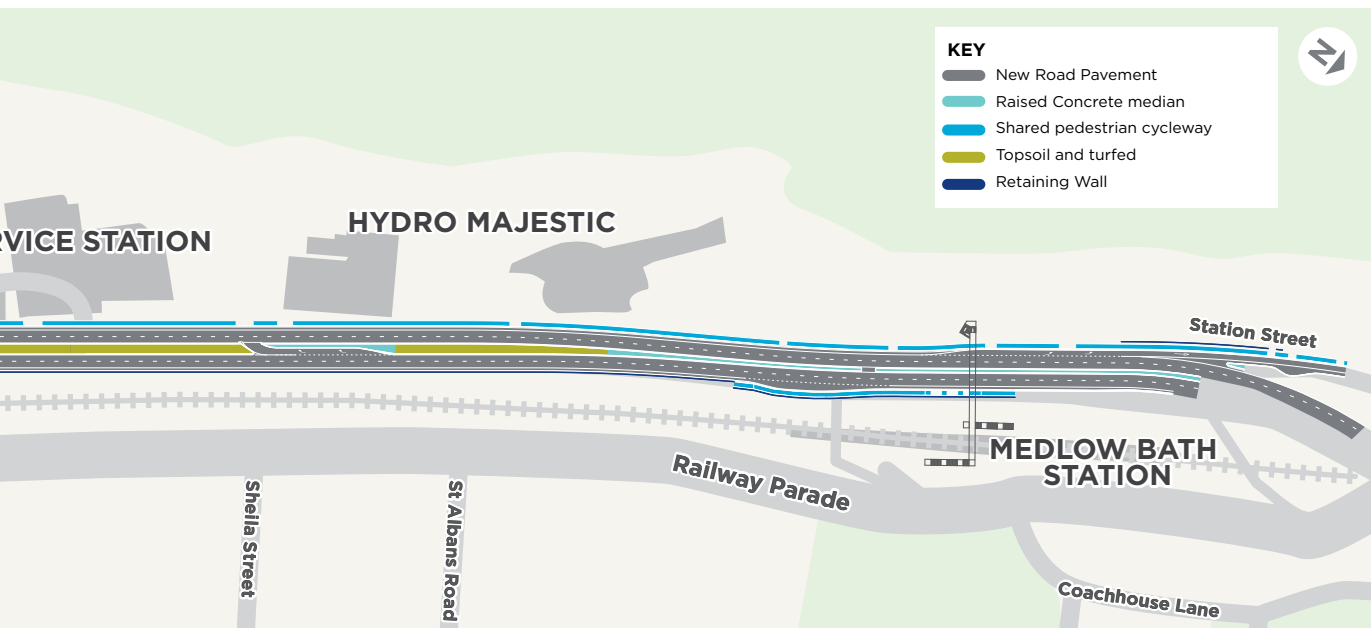 KEY
New Road Pavement
Raised Concrete median
Shared pedestrian cycleway
Topsoil and turfed
Retaining Wall
N
RVICE STATION
HYDRO MAJESTIC
Station Street
MEDLOW BATH
STATION
Railway Parade
Sheila Street
St Albans Road
Coachhouse Lane